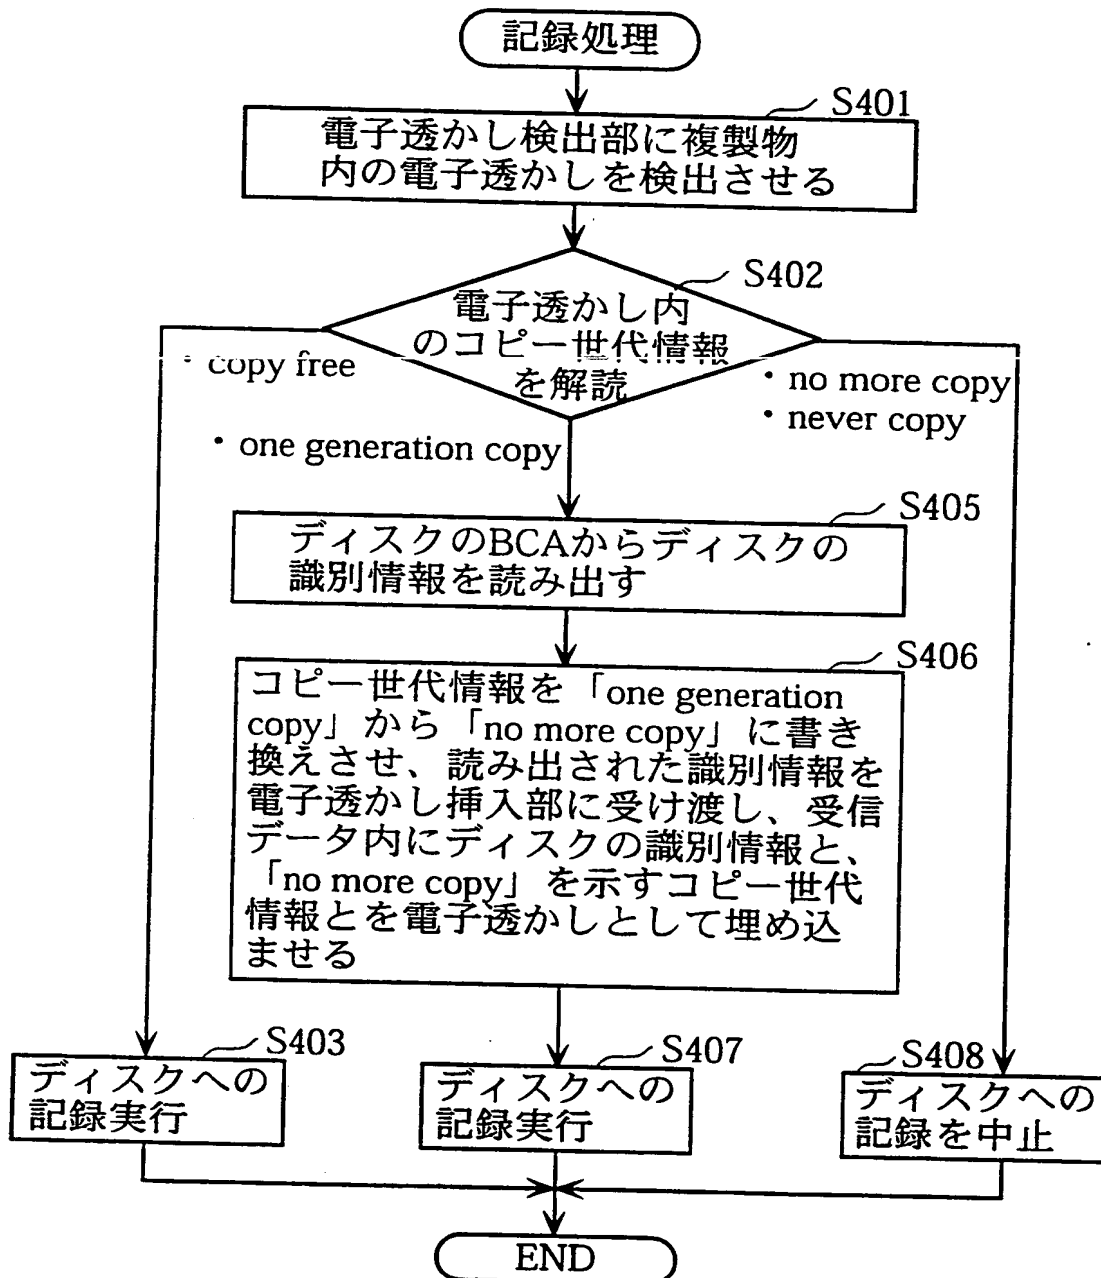 記録処理
S401
電子透かし検出部に複製物
内の電子透かしを検出させる
S402
電子透かし内
のコピー世代情報
を解読
・copy free
・no more copy
・never copy
・one generation copy
S405
ディスクのBCAからディスクの
識別情報を読み出す
S406
コピー世代情報を「one generation
copy」から「no more copy」に書き
換えさせ、読み出された識別情報を
電子透かし挿入部に受け渡し、受信
データ内にディスクの識別情報と、
「no more copy」を示すコピー世代
情報とを電子透かしとして埋め込
ませる
S403
ディスクへの
記録実行
S407
ディスクへの
記録実行
S408
ディスクへの
記録を中止
END